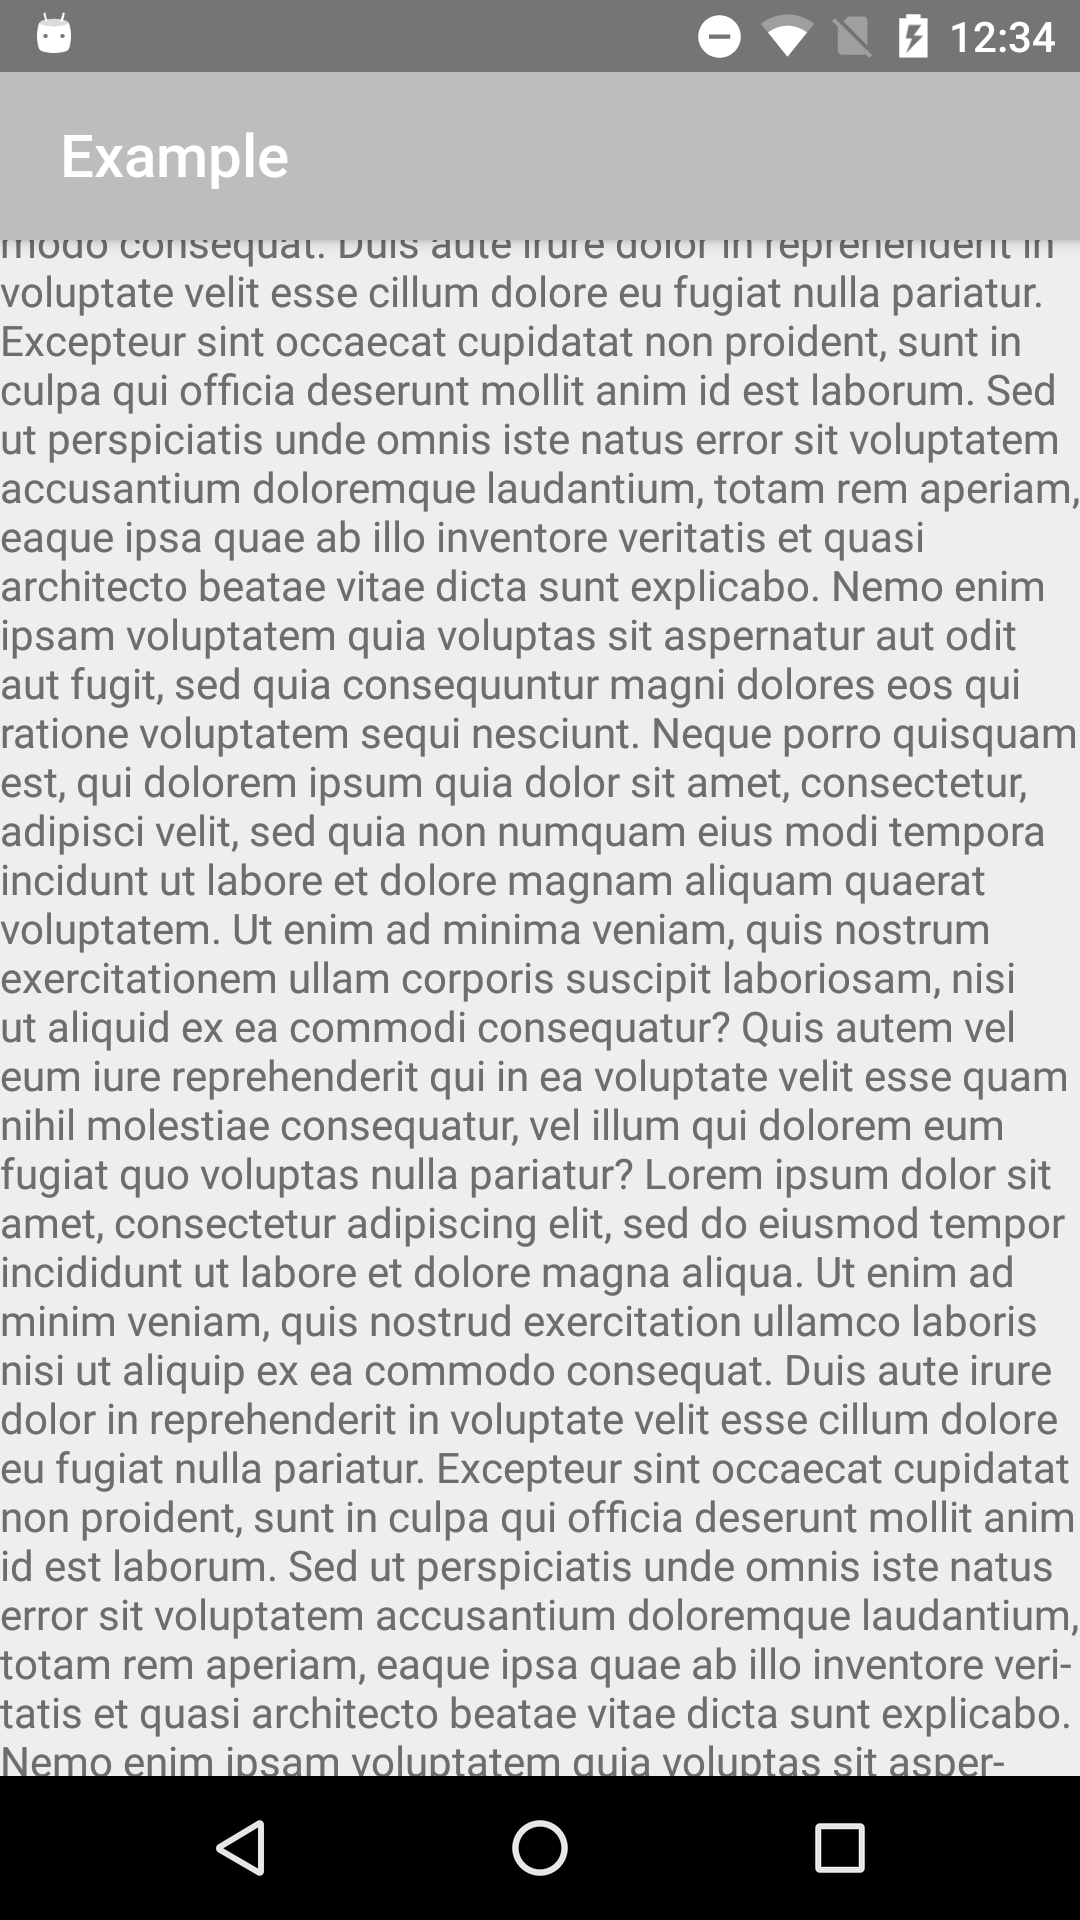 12:34
Example
modo consequat. Duis aute irure dolor in reprehenderit in
voluptate velit esse cillum dolore eu fugiat nulla pariatur.
Excepteur sint occaecat cupidatat non proident, sunt in
culpa qui officia deserunt mollit anim id est laborum. Sed
ut perspiciatis unde omnis iste natus error sit voluptatem
accusantium doloremque laudantium, totam rem aperiam,
eaque ipsa quae ab illo inventore veritatis et quasi
architecto beatae vitae dicta sunt explicabo. Nemo enim
ipsam voluptatem quia voluptas sit aspernatur aut odit
aut fugit, sed quia consequuntur magni dolores eos qui
ratione voluptatem sequi nesciunt. Neque porro quisquam
est, qui dolorem ipsum quia dolor sit amet, consectetur,
adipisci velit, sed quia non numquam eius modi tempora
incidunt ut labore et dolore magnam aliquam quaerat
voluptatem. Ut enim ad minima veniam, quis nostrum
exercitationem ullam corporis suscipit laboriosam, nisi
ut aliquid ex ea commodi consequatur? Quis autem vel
eum iure reprehenderit qui in ea voluptate velit esse quam
nihil molestiae consequatur, vel illum qui dolorem eum
fugiat quo voluptas nulla pariatur? Lorem ipsum dolor sit
amet, consectetur adipiscing elit, sed do eiusmod tempor
incididunt ut labore et dolore magna aliqua. Ut enim ad
minim veniam, quis nostrud exercitation ullamco laboris
nisi ut aliquip ex ea commodo consequat. Duis aute irure
dolor in reprehenderit in voluptate velit esse cillum dolore
eu fugiat nulla pariatur. Excepteur sint occaecat cupidatat
non proident, sunt in culpa qui officia deserunt mollit anim
id est laborum. Sed ut perspiciatis unde omnis iste natus
error sit voluptatem accusantium doloremque laudantium,
totam rem aperiam, eaque ipsa quae ab illo inventore veri-
tatis et quasi architecto beatae vitae dicta sunt explicabo.
Nemo enim ipsam voluptatem quia voluptas sit asper-